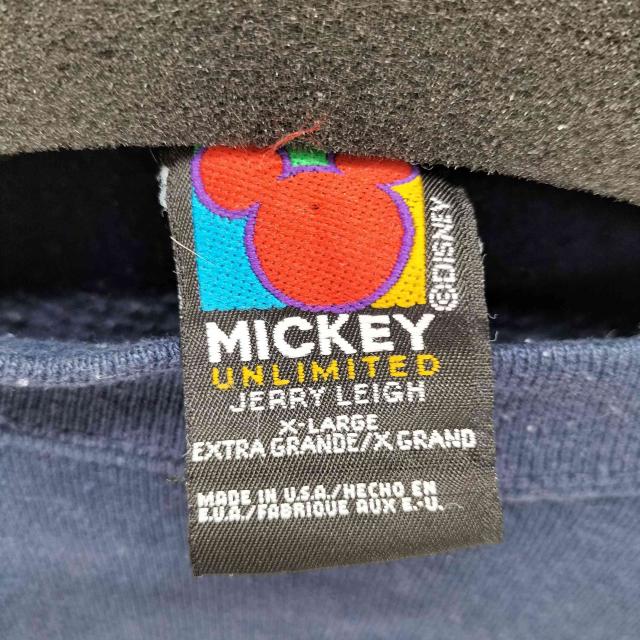 ©DISNEY
MICKEY
UNLIMITED
JERRY LEIGH
X-LARGE
EXTRA GRANDE//X GRAND
MADE IN U.S.A./HECHO EN
E.U.A./FABRIQUE AUX E.-U.